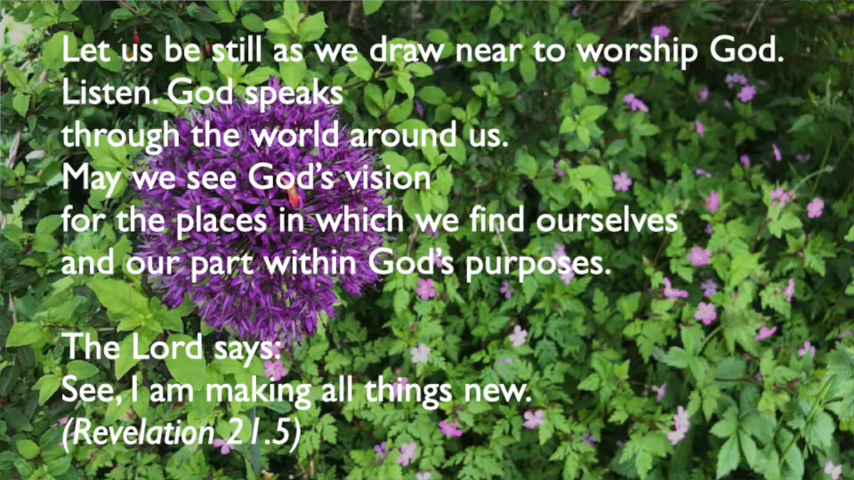 Let us be still as we draw near to worship God.
Listen. God speaks
through the world around us.
May we see God's vision
for the places in which we find ourselves
and our part within God's purposes.
The Lord says:
See, I am making all things new.
(Revelation 21.5)